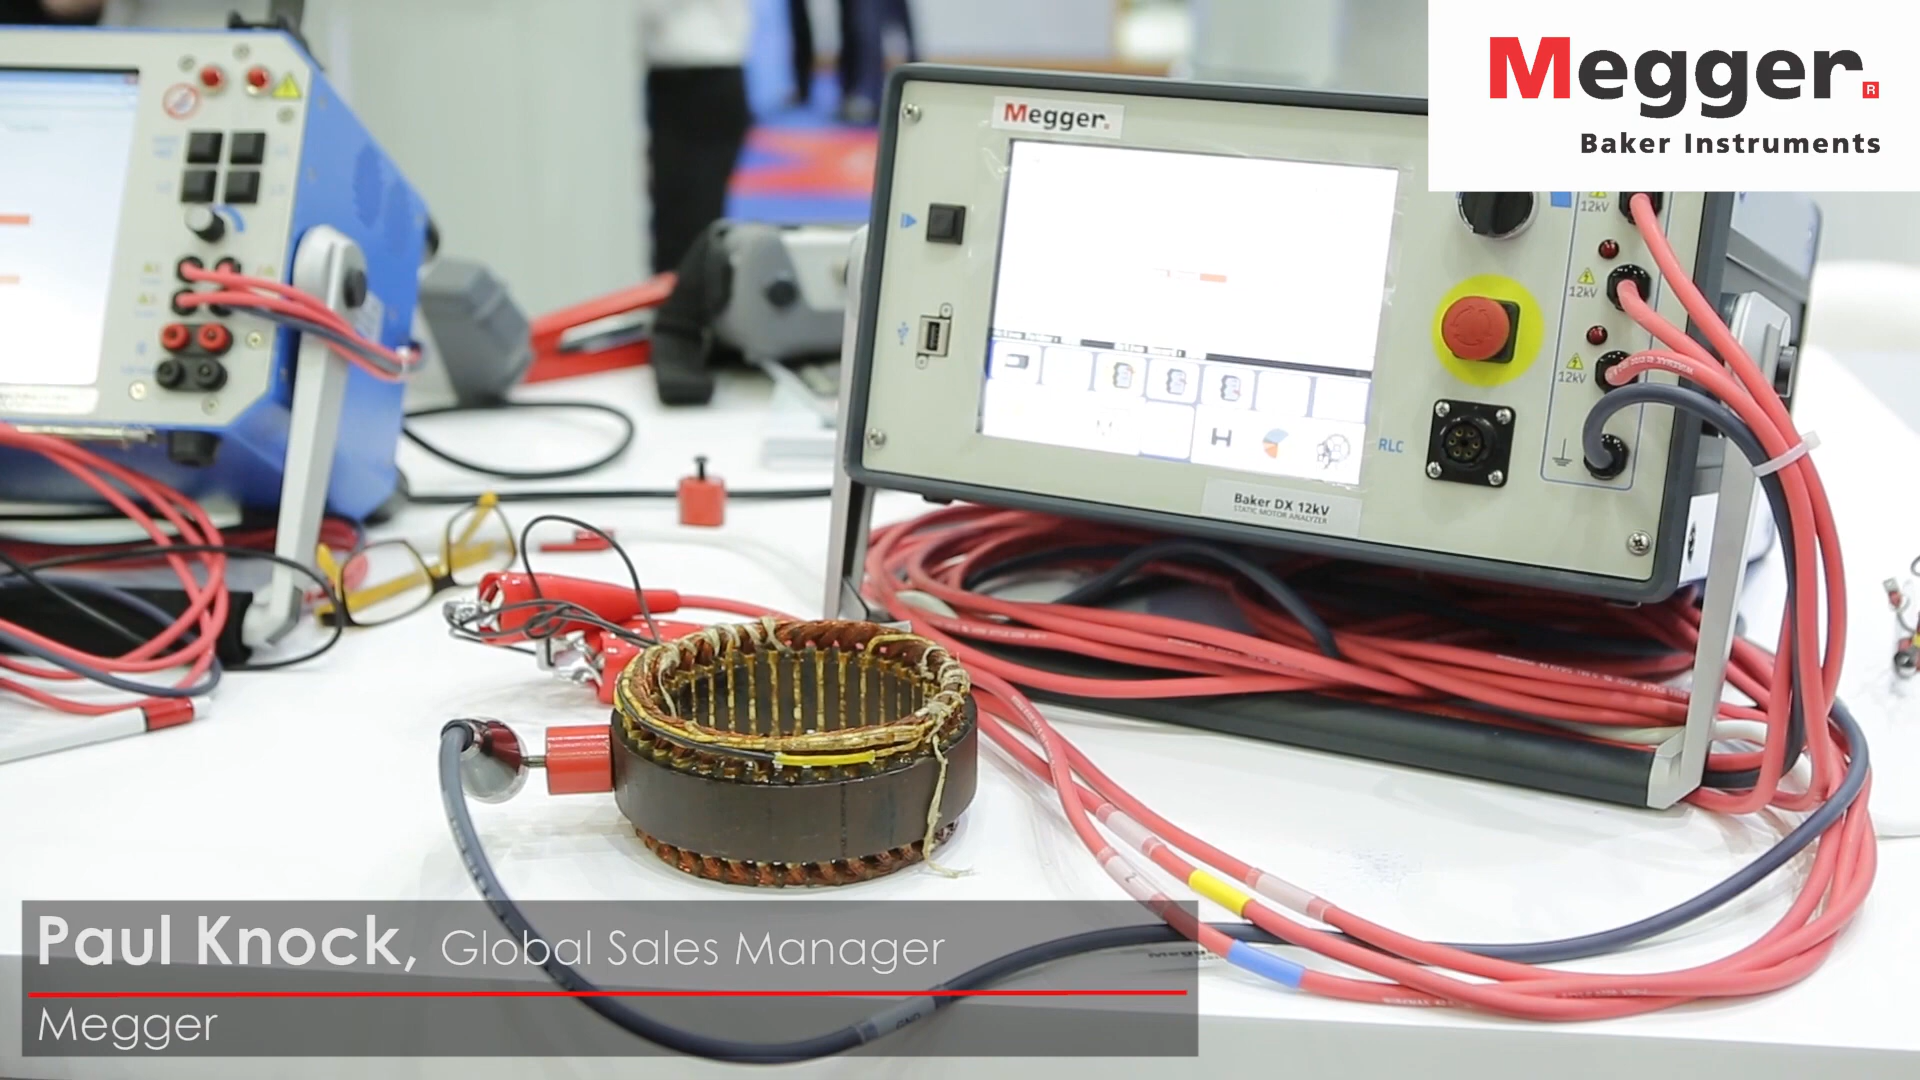 Megger.
R
Baker Instruments
Megger.
12kV
12kV
12kV
RLC
Baker DX 12kV
STATIC MOTOR ANALYZER
GND
Paul Knock, Global Sales Manager
Megger